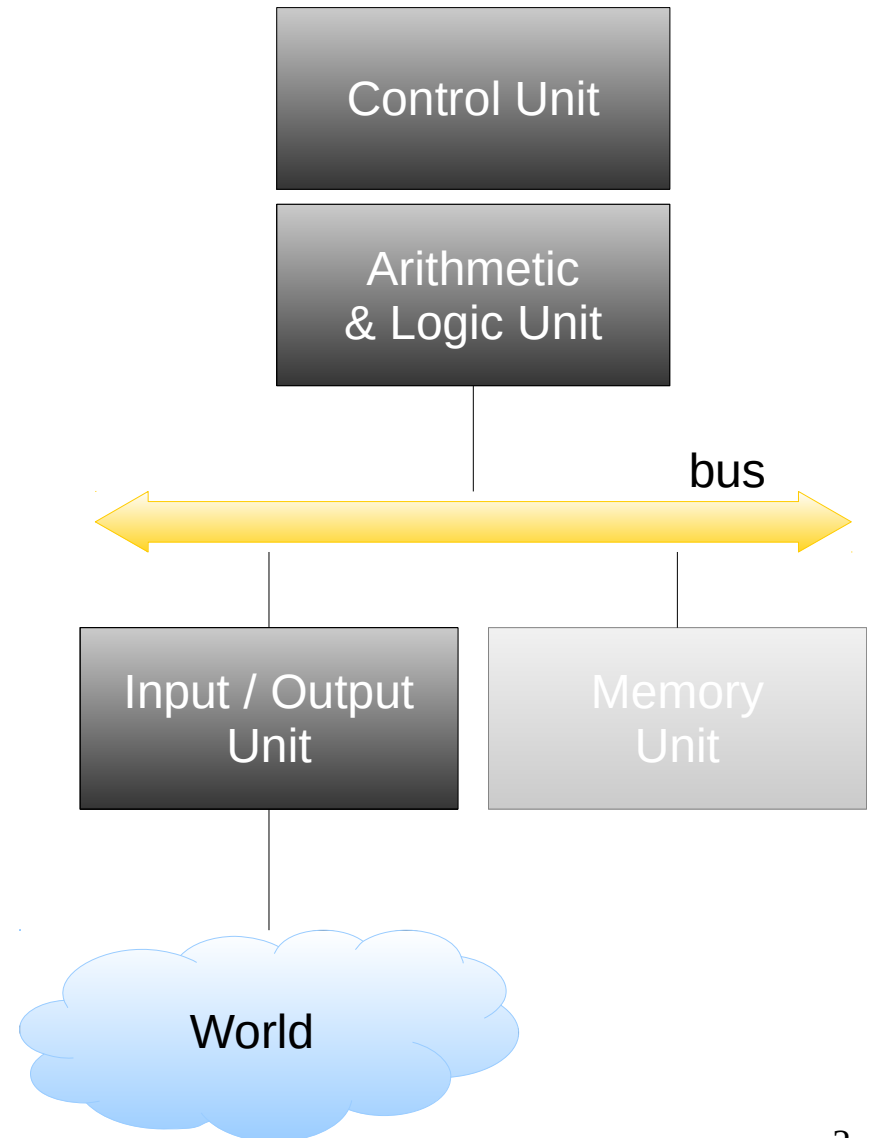 Control Unit
Arithmetic
& Logic Unit
bus
Input / Output
Unit
Memory
Unit
World